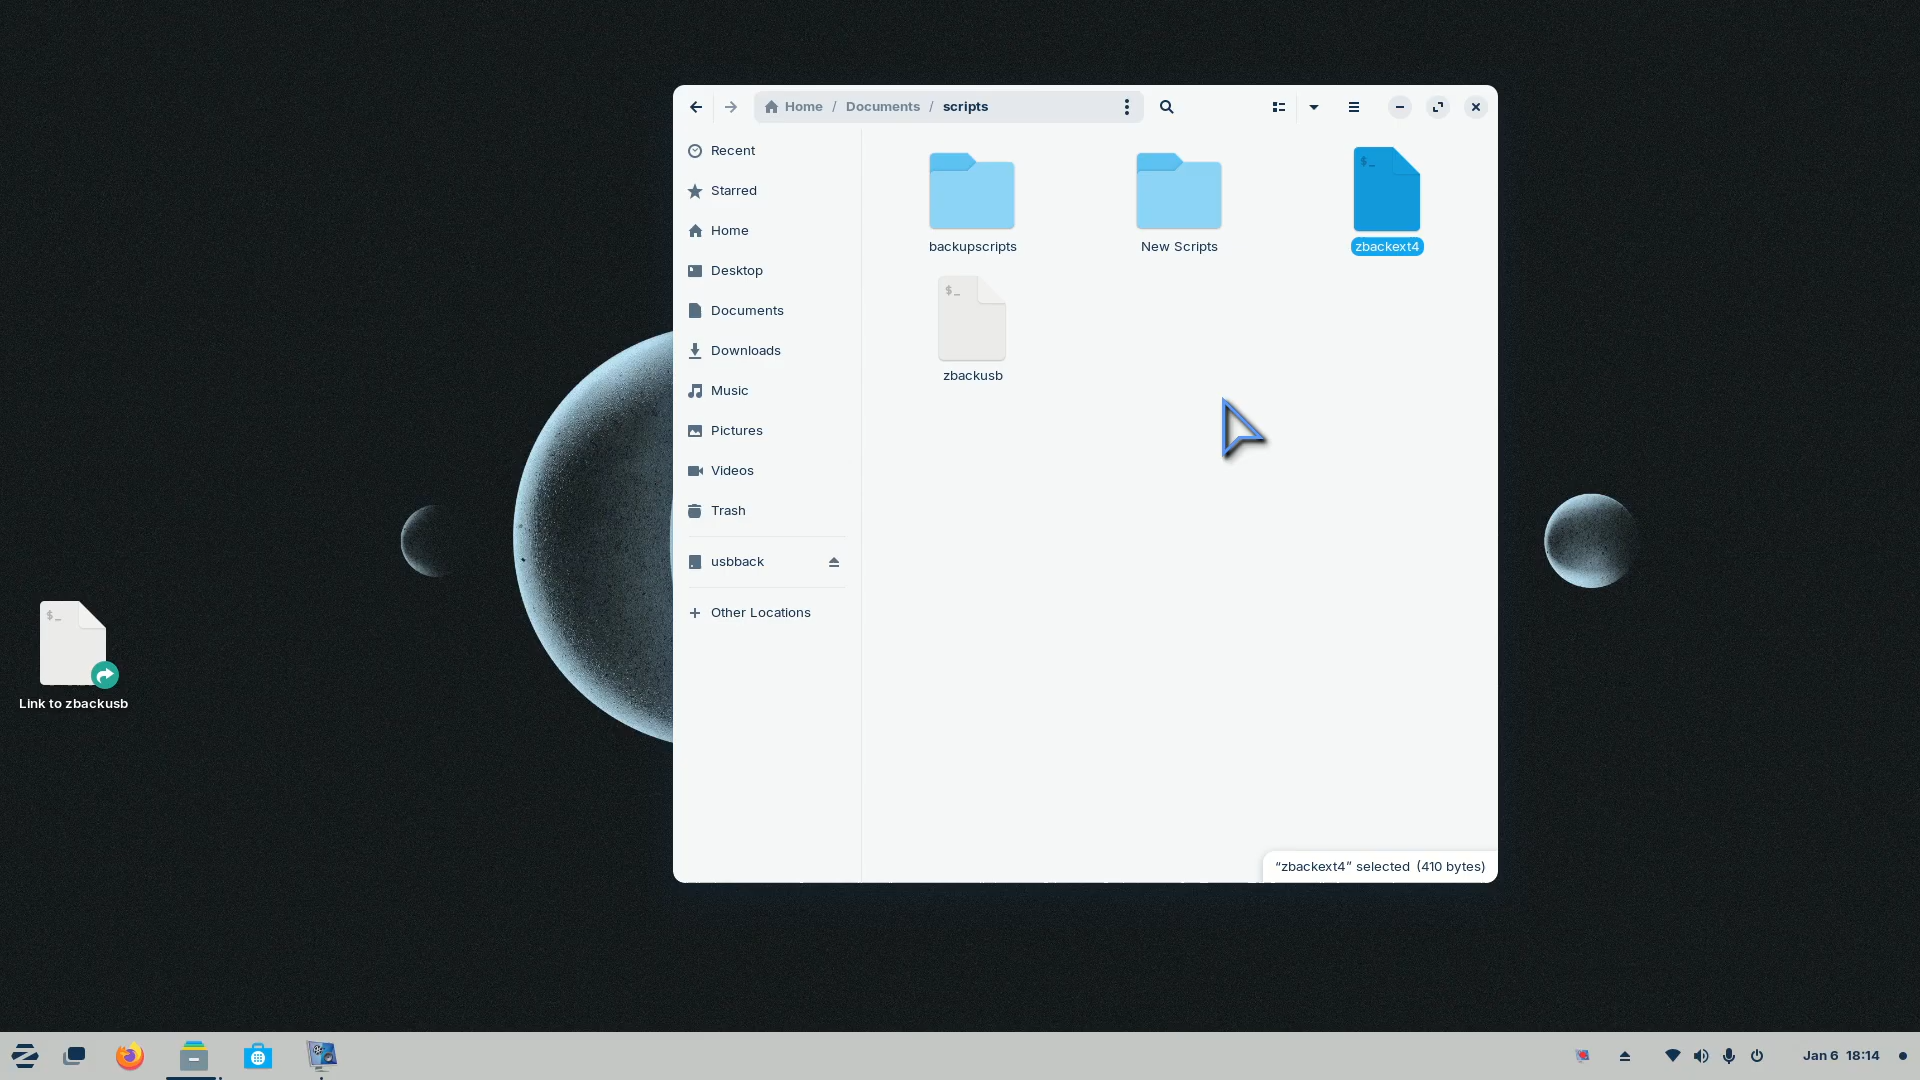 Home / Documents / scripts
Recent
Starred
Home
Desktop
Documents
Downloads
Music
Pictures
Videos
Trash
usbback
Other Locations
backupscripts
New Scripts
$_
zbackext4
$_
zbackusb
"zbackext4" selected (410 bytes)
$_
Link to zbackusb
Jan 6 18:14